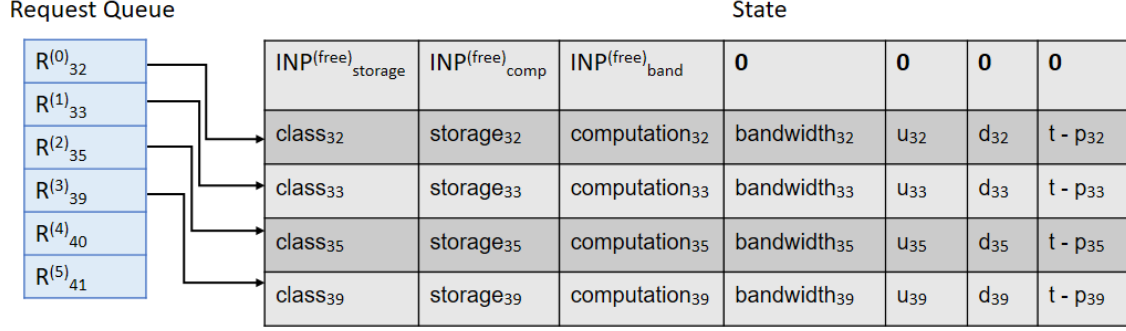 Request Queue
State
R⁽⁰⁾₃₂
R⁽¹⁾₃₃
R⁽²⁾₃₅
R⁽³⁾₃₉
R⁽⁴⁾₄₀
R⁽⁵⁾₄₁
INP⁽ᶠʳᵉᵉ⁾storage INP⁽ᶠʳᵉᵉ⁾comp INP⁽ᶠʳᵉᵉ⁾band 0 0 0 0
class₃₂ storage₃₂ computation₃₂ bandwidth₃₂ u₃₂ d₃₂ t - p₃₂
class₃₃ storage₃₃ computation₃₃ bandwidth₃₃ u₃₃ d₃₃ t - p₃₃
class₃₅ storage₃₅ computation₃₅ bandwidth₃₅ u₃₅ d₃₅ t - p₃₅
class₃₉ storage₃₉ computation₃₉ bandwidth₃₉ u₃₉ d₃₉ t - p₃₉